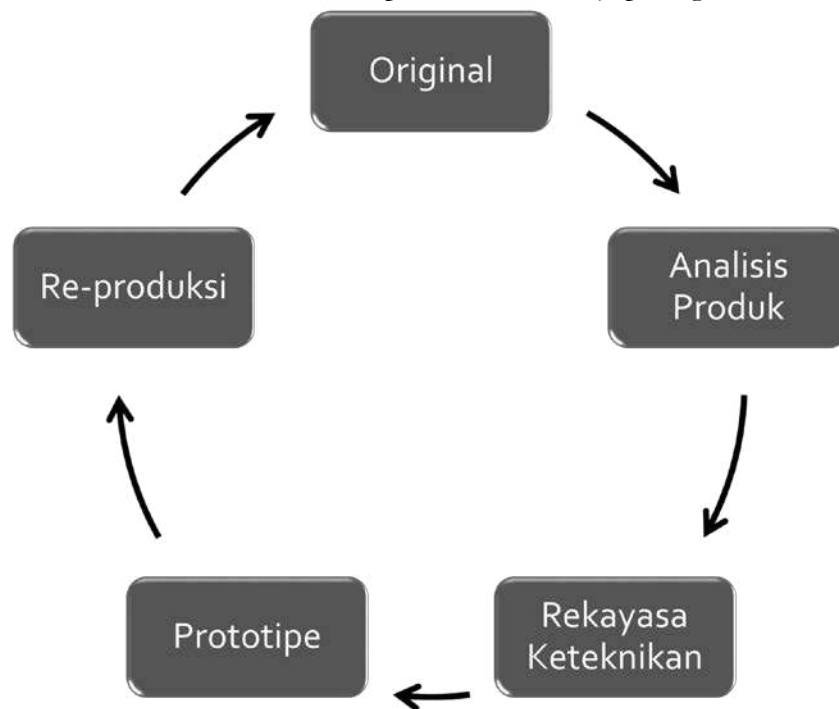 Original
Analisis
Produk
Rekayasa
Keteknikan
Prototipe
Re-produksi